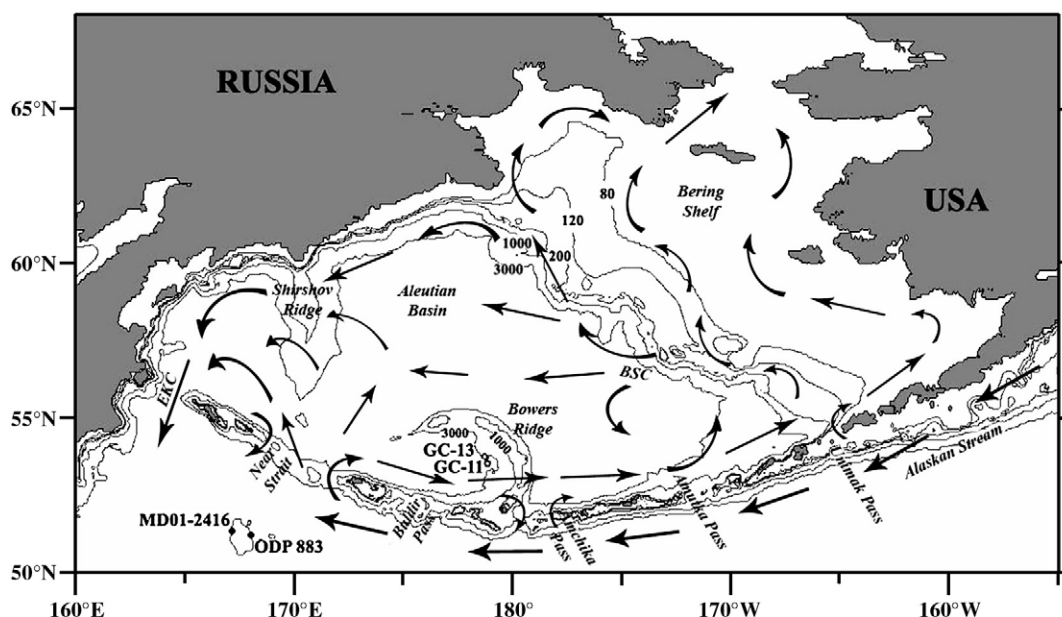 RUSSIA
USA
65°N
60°N
55°N
50°N
160°E
170°E
180°
170°W
160°W
Bering
Shelf
80
120
200
1000
3000
Shirshov
Ridge
Aleutian
Basin
BSC
EKC
Bowers
Ridge
3000
1000
GC-13
GC-11
Near
Strait
Buldir
Pass
Amchika
Pass
Amutka Pass
Unimak Pass
Alaskan Stream
MD01-2416
ODP 883